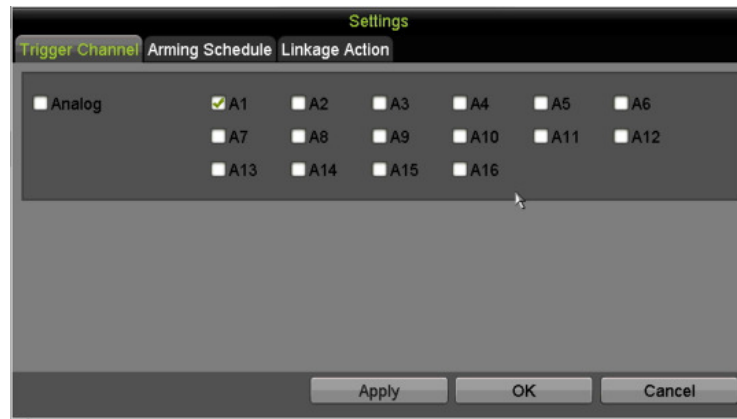 Settings
Trigger Channel Arming Schedule Linkage Action
Analog A1 A2 A3 A4 A5 A6
A7 A8 A9 A10 A11 A12
A13 A14 A15 A16
Apply OK Cancel